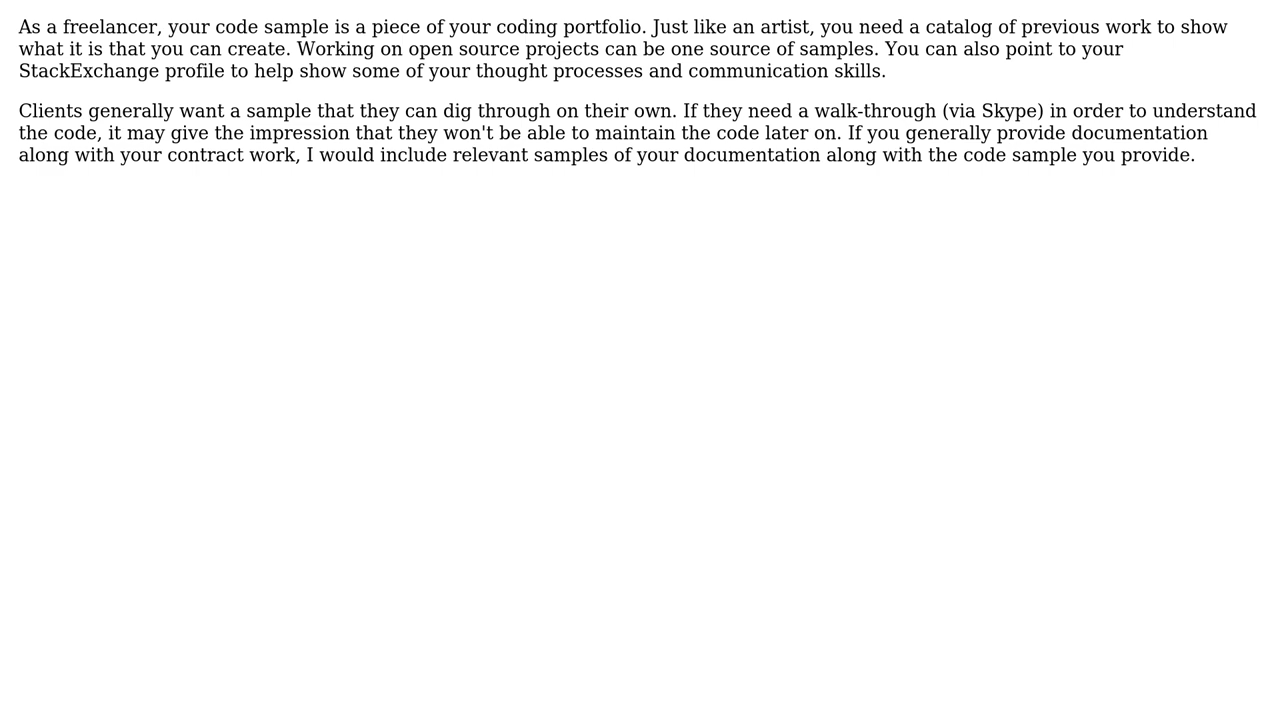 As a freelancer, your code sample is a piece of your coding portfolio. Just like an artist, you need a catalog of previous work to show
what it is that you can create. Working on open source projects can be one source of samples. You can also point to your
StackExchange profile to help show some of your thought processes and communication skills.
Clients generally want a sample that they can dig through on their own. If they need a walk-through (via Skype) in order to understand
the code, it may give the impression that they won't be able to maintain the code later on. If you generally provide documentation
along with your contract work, I would include relevant samples of your documentation along with the code sample you provide.